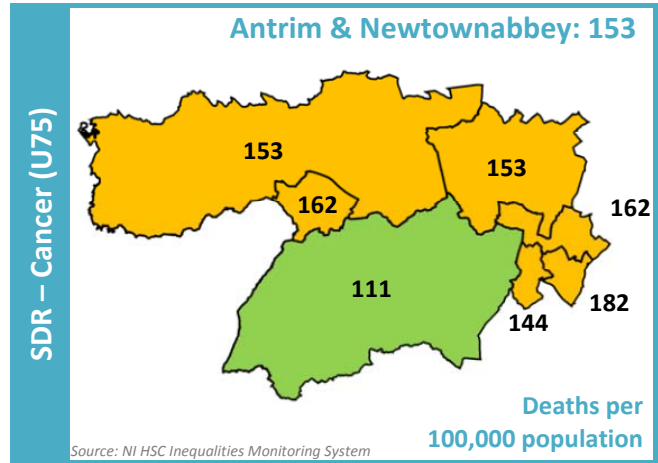 SDR – Cancer (U75)
Antrim & Newtownabbey: 153
153
153
162
162
111
182
144
Deaths per
100,000 population
Source: NI HSC Inequalities Monitoring System